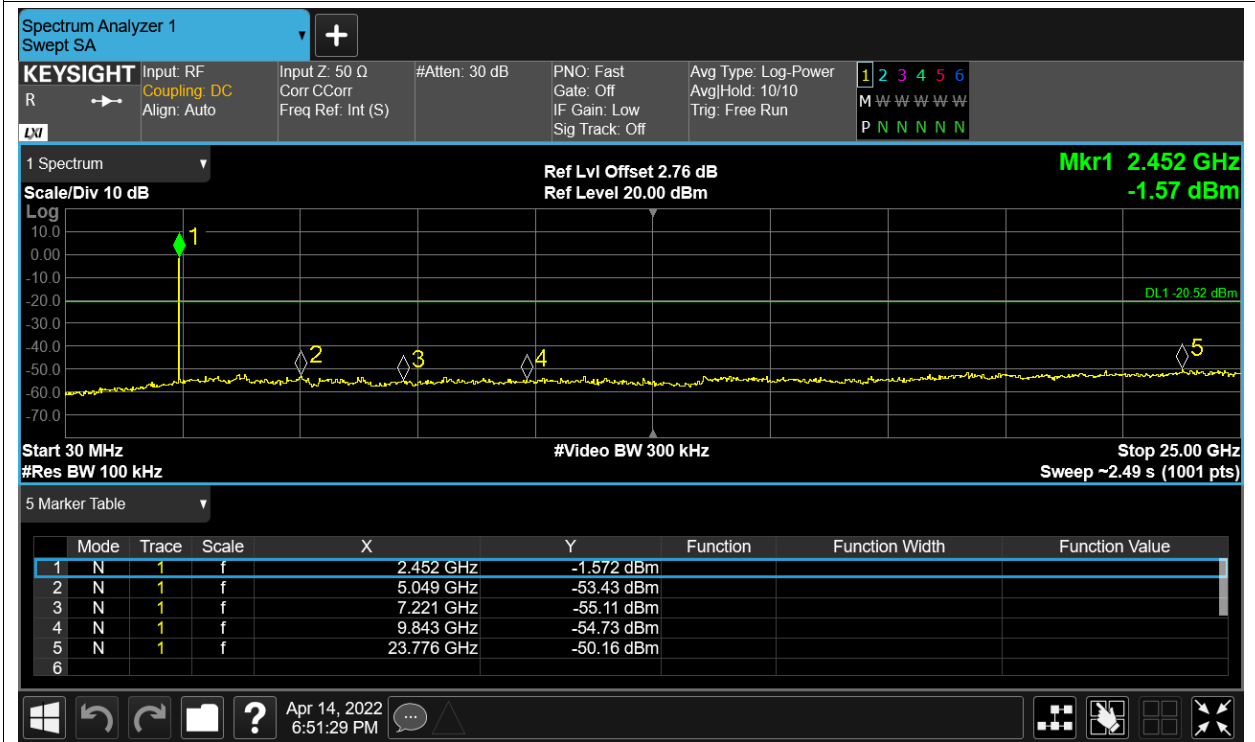 Spectrum Analyzer 1
Swept SA
KEYSIGHT Input: RF Input Z: 50 Ω #Atten: 30 dB PNO: Fast Avg Type: Log-Power 1 2 3 4 5 6
R Coupling: DC Corr CCorr Gate: Off Avg|Hold: 10/10 M W W W W W
Align: Auto Freq Ref: Int (S) IF Gain: Low Trig: Free Run
LXI Sig Track: Off P N N N N N
1 Spectrum Ref Lvl Offset 2.76 dB Mkr1 2.452 GHz
Scale/Div 10 dB Ref Level 20.00 dBm -1.57 dBm
Log
10.0 1
0.00
-10.0
-20.0 DL1 -20.52 dBm
-30.0
-40.0 2 3 4 5
-50.0
-60.0
-70.0
Start 30 MHz #Video BW 300 kHz Stop 25.00 GHz
#Res BW 100 kHz Sweep ~2.49 s (1001 pts)
5 Marker Table
Mode Trace Scale X Y Function Function Width Function Value
1 N 1 f 2.452 GHz -1.572 dBm
2 N 1 f 5.049 GHz -53.43 dBm
3 N 1 f 7.221 GHz -55.11 dBm
4 N 1 f 9.843 GHz -54.73 dBm
5 N 1 f 23.776 GHz -50.16 dBm
6
? Apr 14, 2022
6:51:29 PM